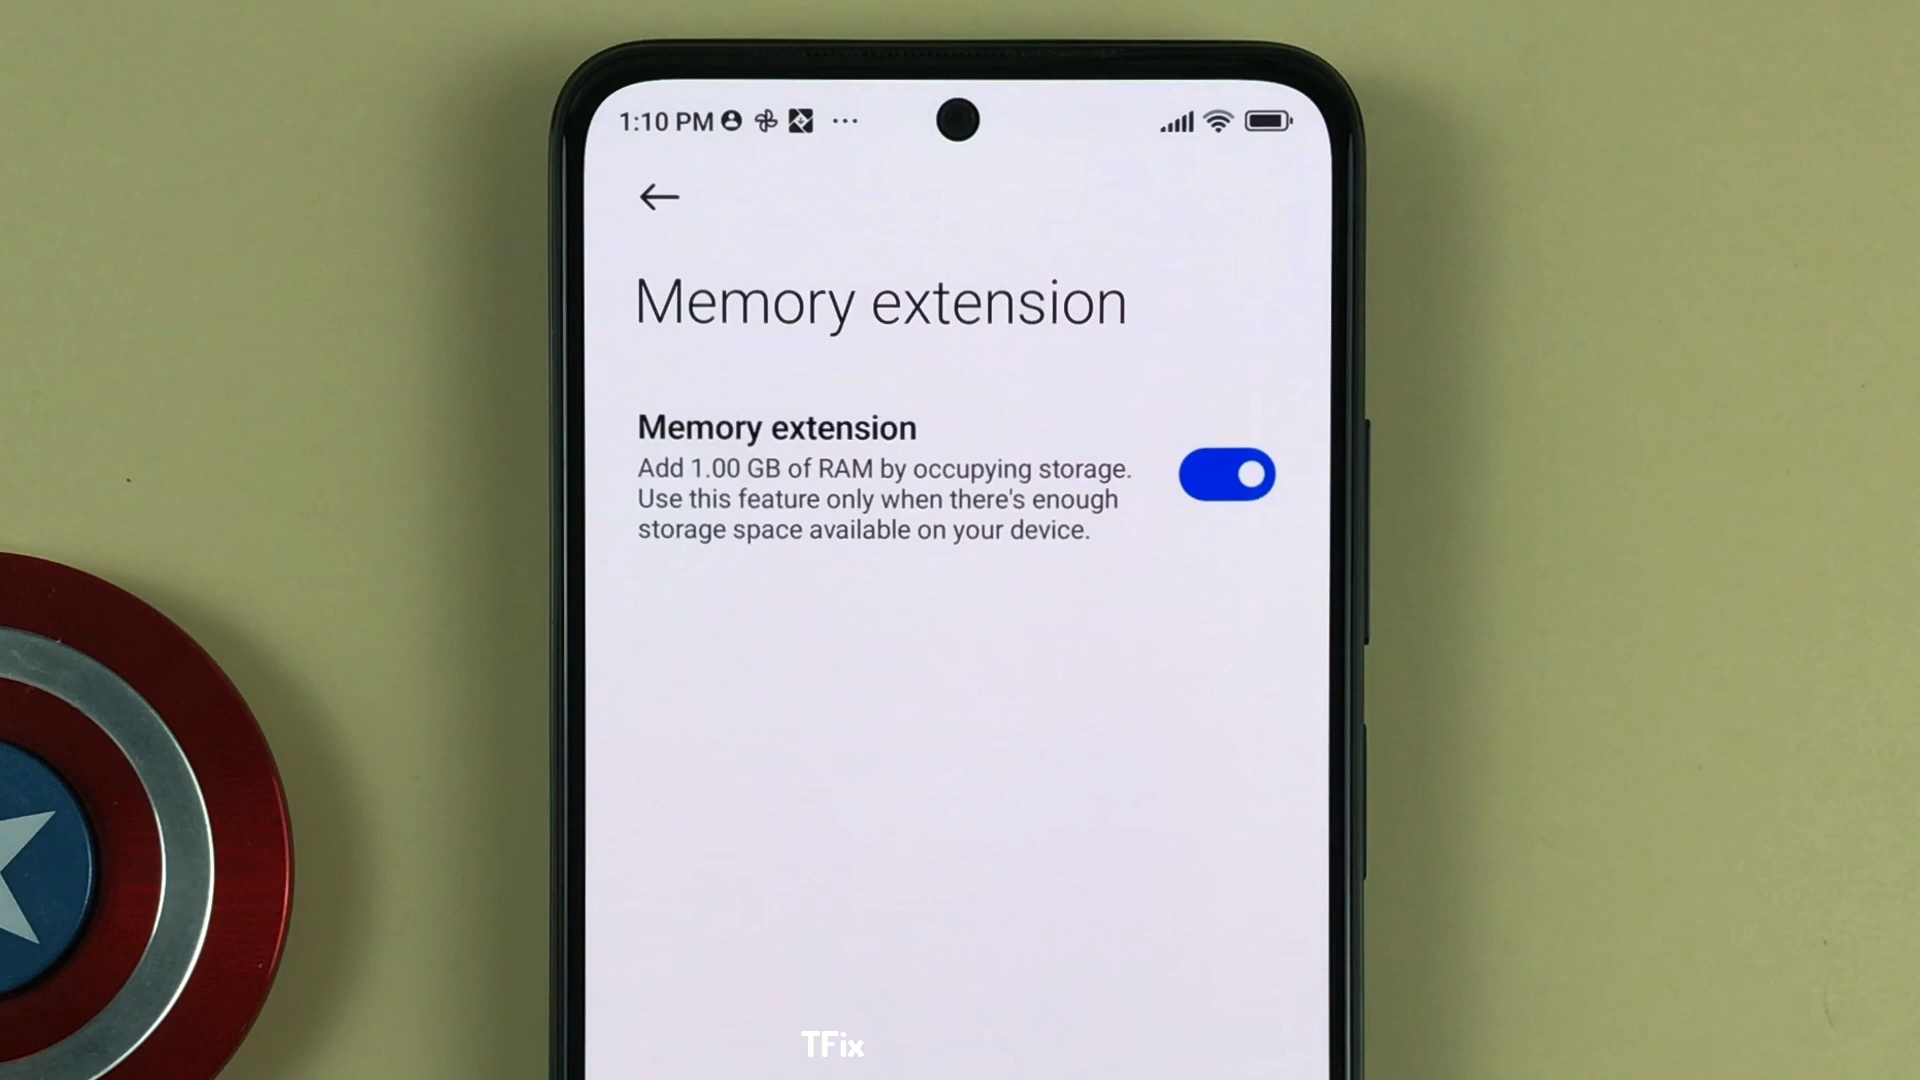 1:10 PM
Memory extension
Memory extension
Add 1.00 GB of RAM by occupying storage.
Use this feature only when there's enough
storage space available on your device.
TFix